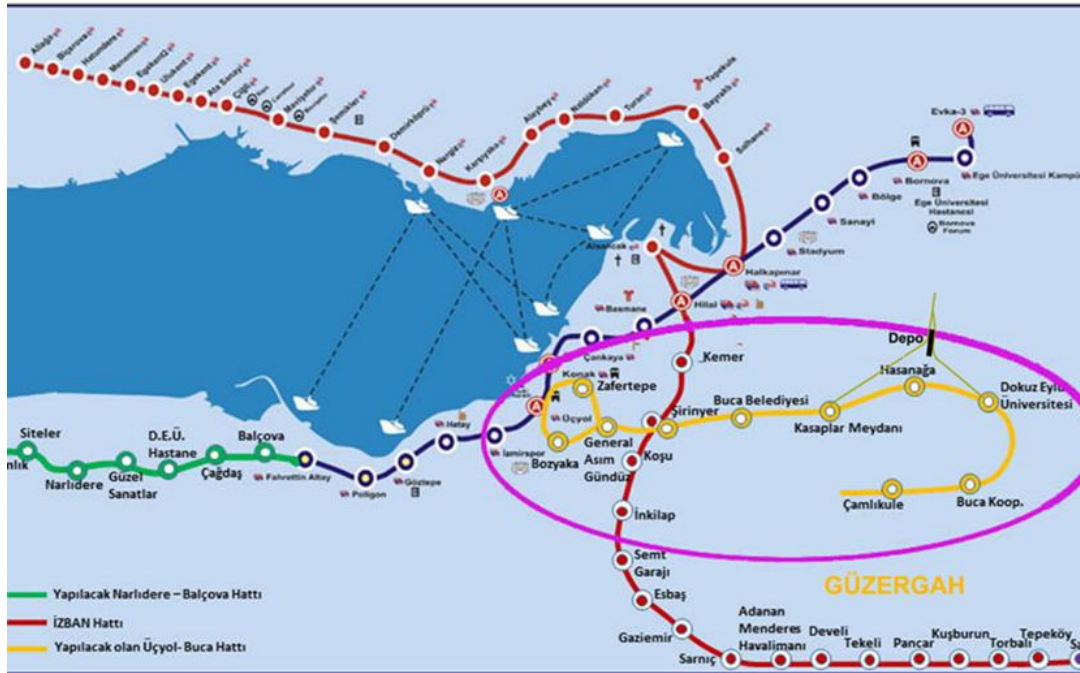 Aliağa
Biçerova
Hatundere
Menemen
Egekent2
Ulukent
Egekent
Ata Sanayi
Çiğli
Mavişehir
Şemikler
Demirköprü
Nergiz
Karşıyaka
Alaybey
Naldöken
Turan
Tepekule
Bayraklı
Salhane
Evka-3
Ege Üniversitesi Kampü
Bornova
Ege Üniversitesi
Hastanesi
Bornova
Forum
Bölge
Sanayi
Stadyum
Halkapınar
Alsancak
Hilal
Basmane
Çankaya
Konak
Kemer
Depo
Hasanağa
Dokuz Eylü
Üniversitesi
Zafertepe
Buca Belediyesi
Şirinyer
Kasaplar Meydanı
Üçyol
General
Asım
Gündüz
Bozyaka
Koşu
Hatay
İzmirspor
Göztepe
Poligon
Fahrettin Altay
Balçova
Çağdaş
D.E.Ü.
Hastane
Güzel
Sanatlar
Narlıdere
Siteler
nlık
İnkilap
Çamlıkule
Buca Koop.
Semt
Garajı
GÜZERGAH
Esbaş
Gaziemir
Sarnıç
Adanan
Menderes
Havalimanı
Develi
Tekeli
Pancar
Kuşburun
Torbalı
Tepeköy
Yapılacak Narlıdere – Balçova Hattı
İZBAN Hattı
Yapılacak olan Üçyol- Buca Hattı